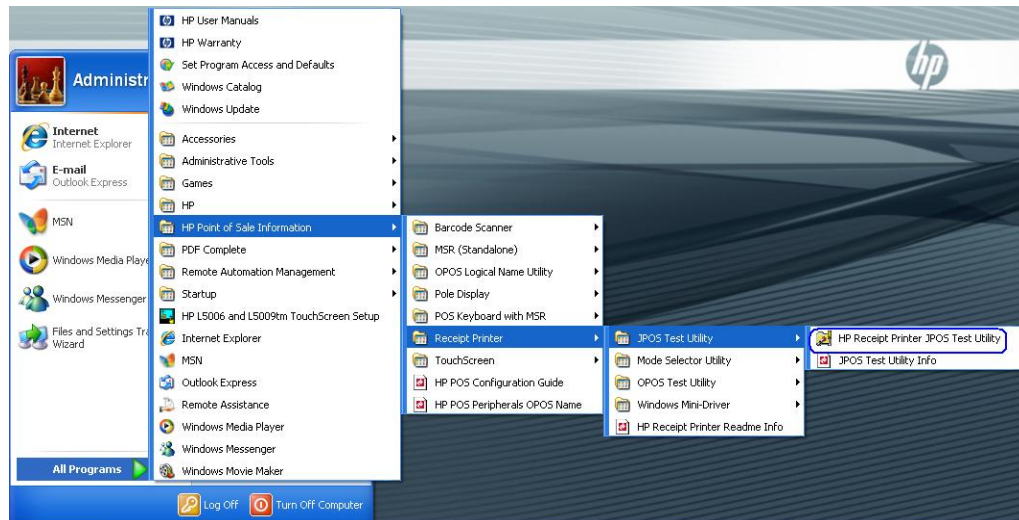 hp
Administr
Internet
Internet Explorer
E-mail
Outlook Express
MSN
Windows Media Playe
Windows Messenger
Files and Settings Tra
Wizard
All Programs
Log Off
Turn Off Computer
HP User Manuals
HP Warranty
Set Program Access and Defaults
Windows Catalog
Windows Update
Accessories
Administrative Tools
Games
HP
HP Point of Sale Information
PDF Complete
Remote Automation Management
Startup
HP L5006 and L5009tm TouchScreen Setup
Internet Explorer
MSN
Outlook Express
Remote Assistance
Windows Media Player
Windows Messenger
Windows Movie Maker
Barcode Scanner
MSR (Standalone)
OPOS Logical Name Utility
Pole Display
POS Keyboard with MSR
Receipt Printer
TouchScreen
HP POS Configuration Guide
HP POS Peripherals OPOS Name
JPOS Test Utility
Mode Selector Utility
OPOS Test Utility
Windows Mini-Driver
HP Receipt Printer Readme Info
HP Receipt Printer JPOS Test Utility
JPOS Test Utility Info